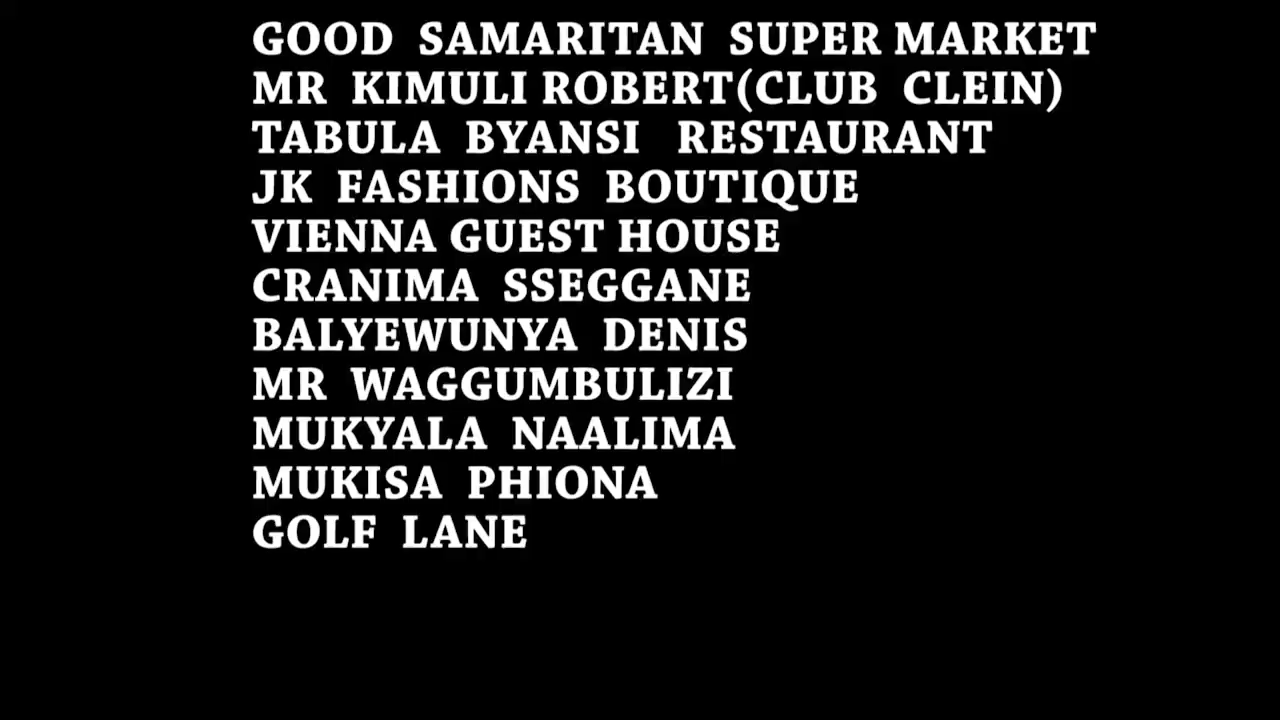 GOOD SAMARITAN SUPER MARKET
MR KIMULI ROBERT(CLUB CLEIN)
TABULA BYANSI RESTAURANT
JK FASHIONS BOUTIQUE
VIENNA GUEST HOUSE
CRANIMA SSEGGANE
BALYEWUNYA DENIS
MR WAGGUMBULIZI
MUKYALA NAALIMA
MUKISA PHIONA
GOLF LANE